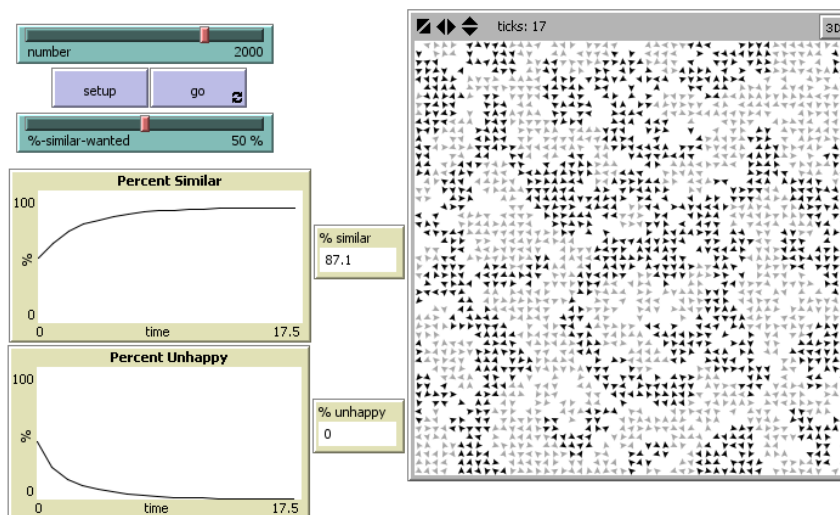 number 2000
setup go
%-similar-wanted 50 %
Percent Similar
100
%
0
0 time 17.5
% similar
87.1
Percent Unhappy
100
%
0
0 time 17.5
% unhappy
0
ticks: 17
3D